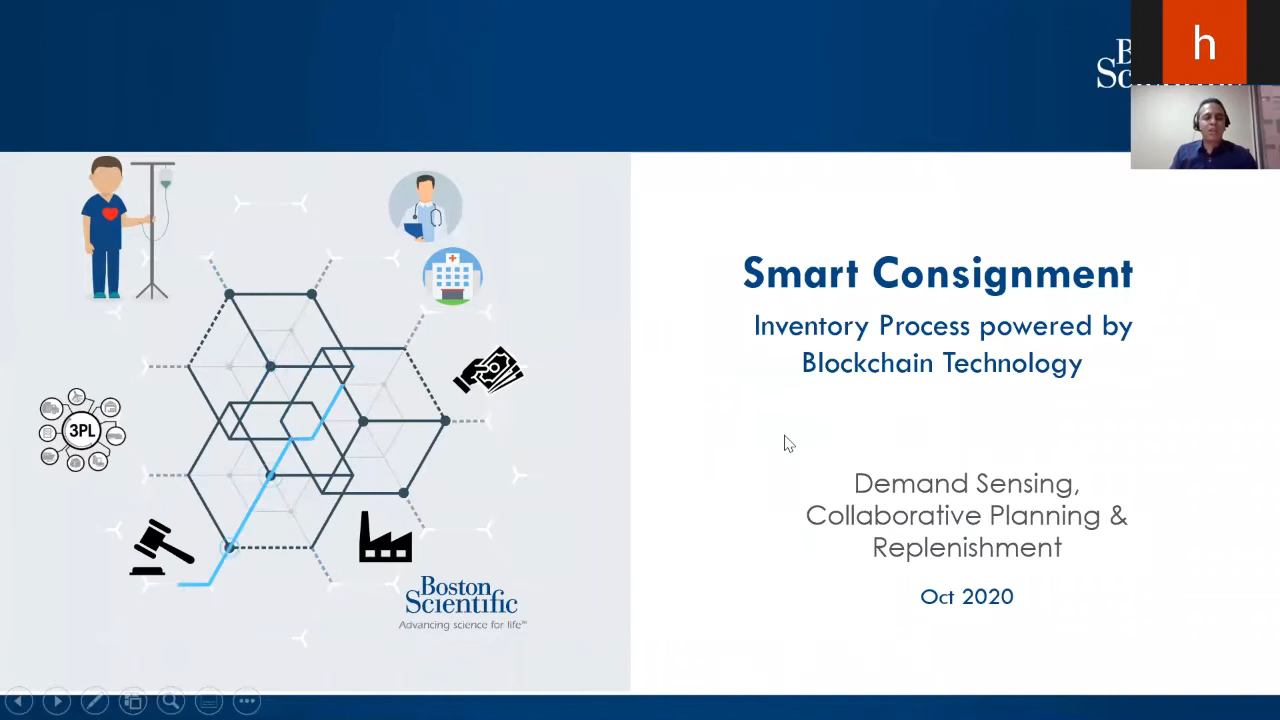 h
Smart Consignment
Inventory Process powered by
Blockchain Technology
3PL
Demand Sensing,
Collaborative Planning &
Replenishment
Oct 2020
Boston
Scientific
Advancing science for life™